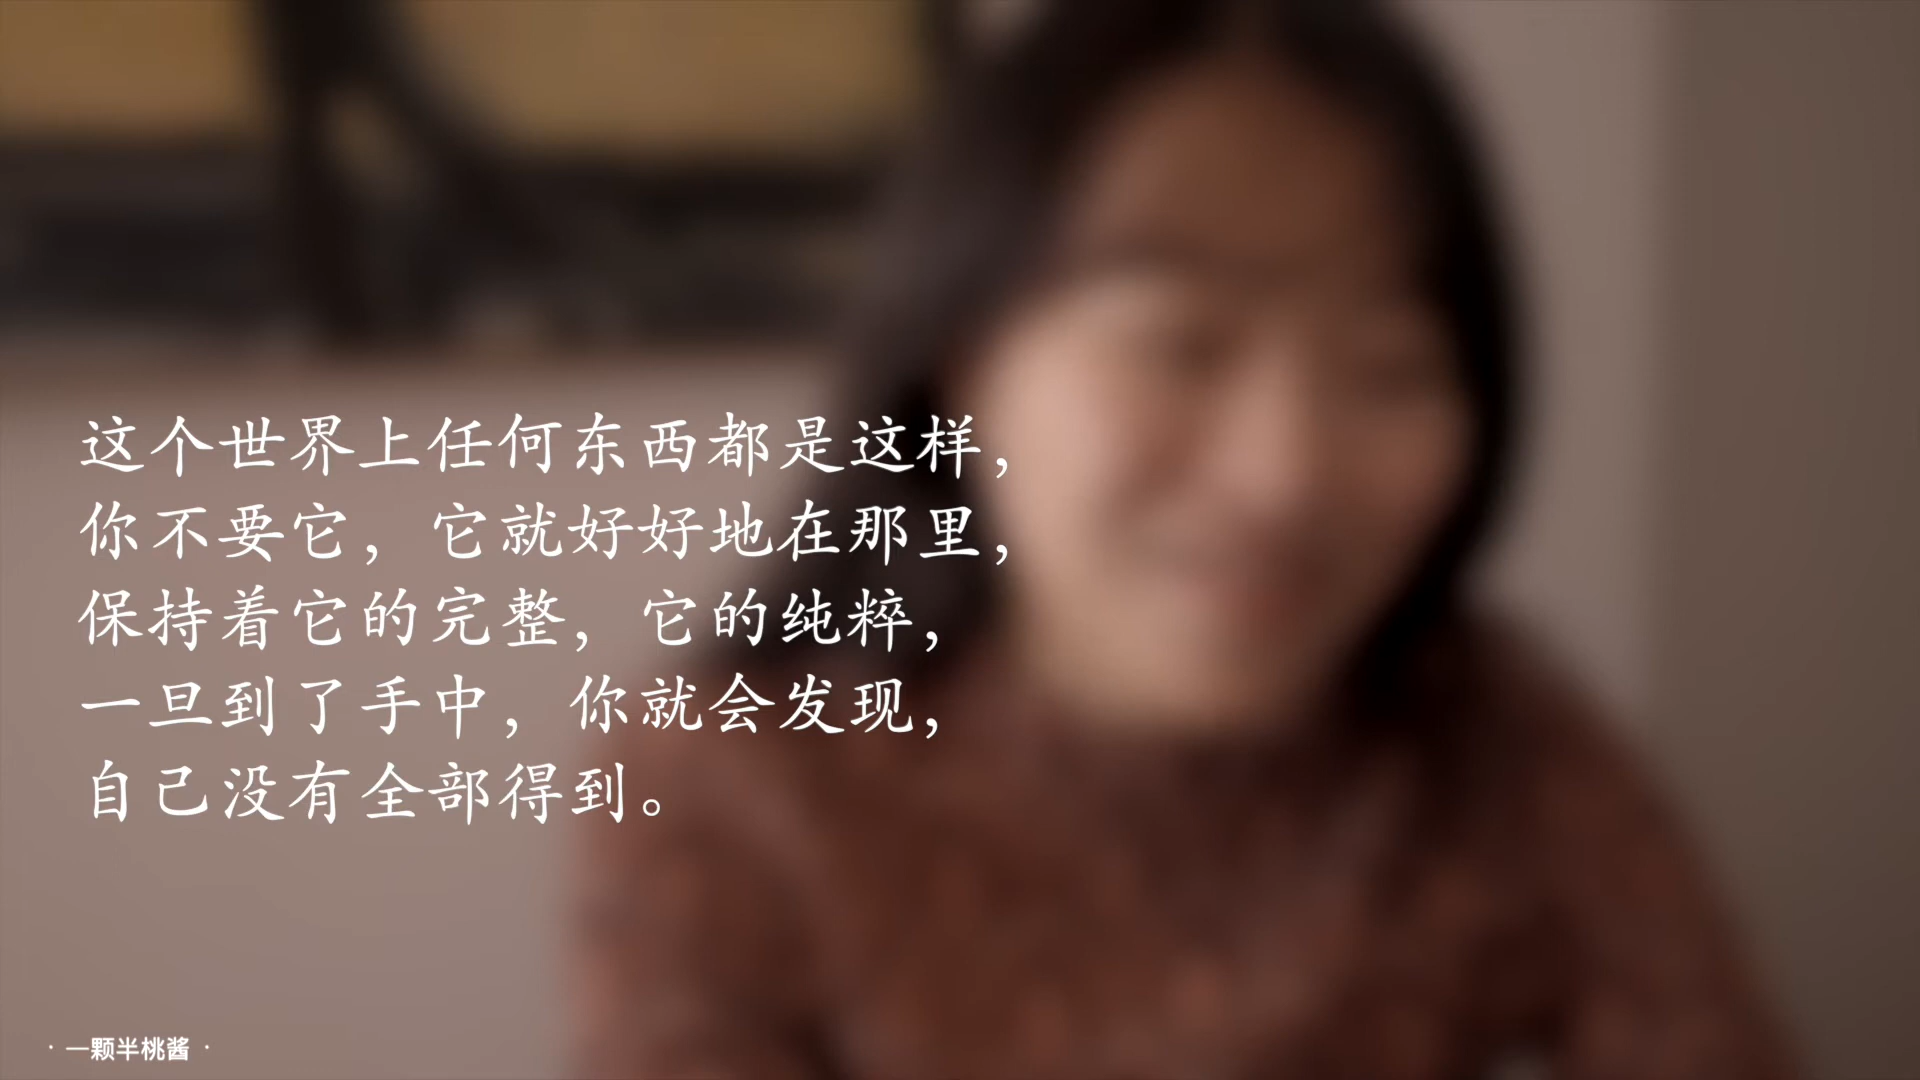 这个世界上任何东西都是这样，
你不要它，它就好好地在那里，
保持着它的完整，它的纯粹，
一旦到了手中，你就会发现，
自己没有全部得到。
· 一颗半桃酱 ·